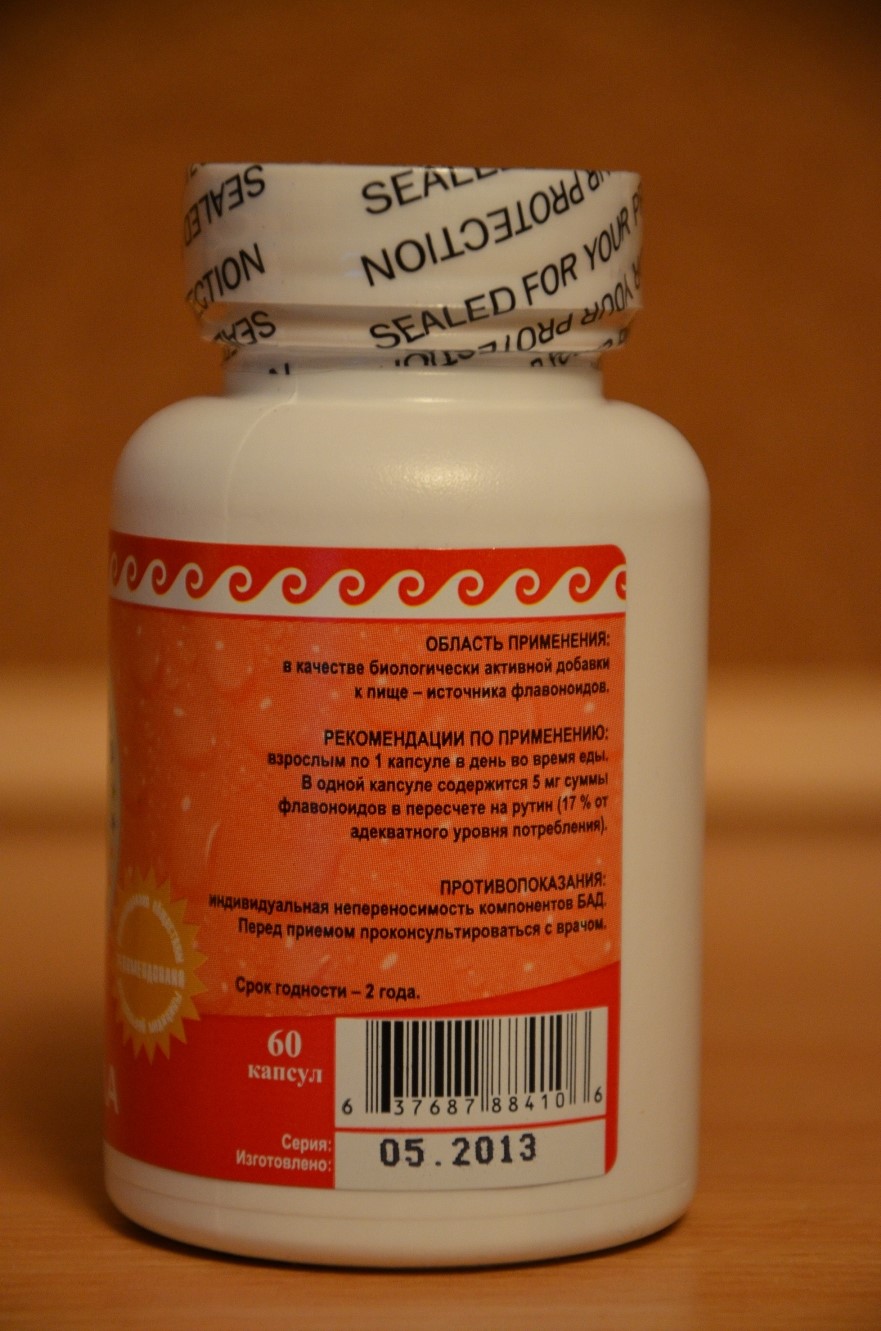 SEALED
SEALED
NOITCETORP RUOY
PROTECTION
SEALED FOR YOUR P
SEALED
ОБЛАСТЬ ПРИМЕНЕНИЯ:
в качестве биологически активной добавки
к пище – источника флавоноидов.
РЕКОМЕНДАЦИИ ПО ПРИМЕНЕНИЮ:
взрослым по 1 капсуле в день во время еды.
В одной капсуле содержится 5 мг суммы
флавоноидов в пересчете на рутин (17 % от
адекватного уровня потребления).
ПРОТИВОПОКАЗАНИЯ:
индивидуальная непереносимость компонентов БАД.
Перед приемом проконсультироваться с врачом.
Срок годности – 2 года.
60
капсул
6 37687 88410 6
Серия:
Изготовлено:
05.2013